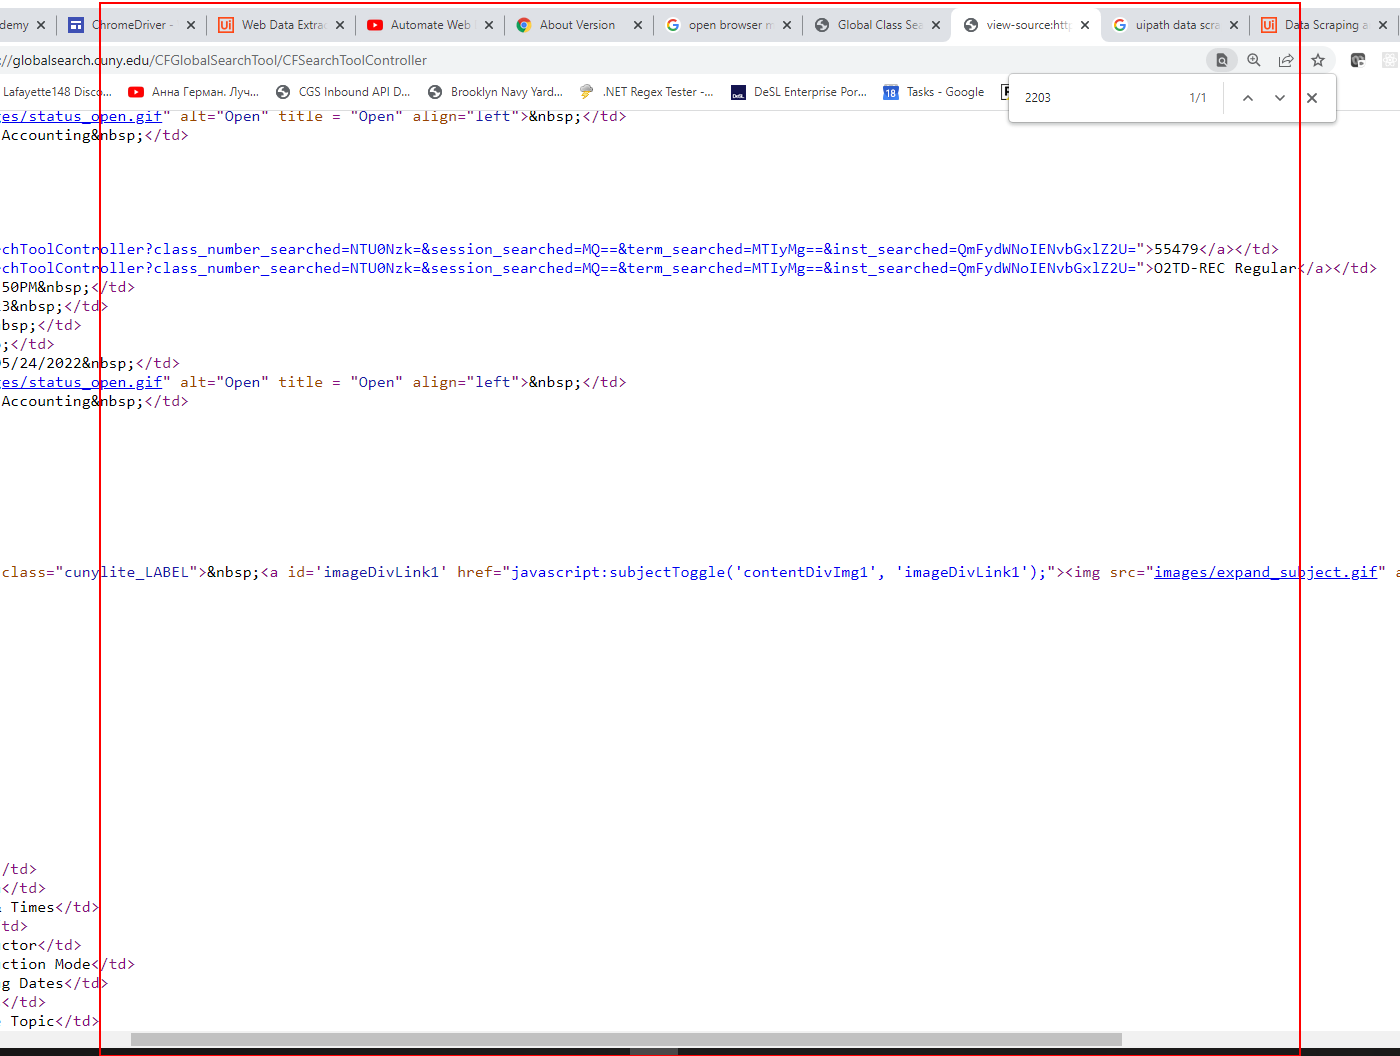 demy
ChromeDriver -
Web Data Extrac
Automate Web
About Version
open browser m
Global Class Sea
view-source:http
uipath data scra
Data Scraping a
://globalsearch.cuny.edu/CFGlobalSearchTool/CFSearchToolController
Lafayette148 Disco...
Анна Герман. Луч...
CGS Inbound API D...
Brooklyn Navy Yard...
.NET Regex Tester -...
DeSL Enterprise Por...
Tasks - Google
2203
1/1
ges/status_open.gif" alt="Open" title = "Open" align="left">&nbsp;</td>
Accounting&nbsp;</td>
chToolController?class_number_searched=NTU0Nzk=&session_searched=MQ==&term_searched=MTIyMg==&inst_searched=QmFydWNoIENvbGxlZ2U=">55479</a></td>
chToolController?class_number_searched=NTU0Nzk=&session_searched=MQ==&term_searched=MTIyMg==&inst_searched=QmFydWNoIENvbGxlZ2U=">O2TD-REC Regular</a></td>
50PM&nbsp;</td>
3&nbsp;</td>
bsp;</td>
;</td>
05/24/2022&nbsp;</td>
ges/status_open.gif" alt="Open" title = "Open" align="left">&nbsp;</td>
Accounting&nbsp;</td>
class="cunylite_LABEL">&nbsp;<a id='imageDivLink1' href="javascript:subjectToggle('contentDivImg1', 'imageDivLink1');"><img src="images/expand_subject.gif" a
/td>
</td>
Times</td>
td>
ctor</td>
ction Mode</td>
g Dates</td>
</td>
Topic</td>